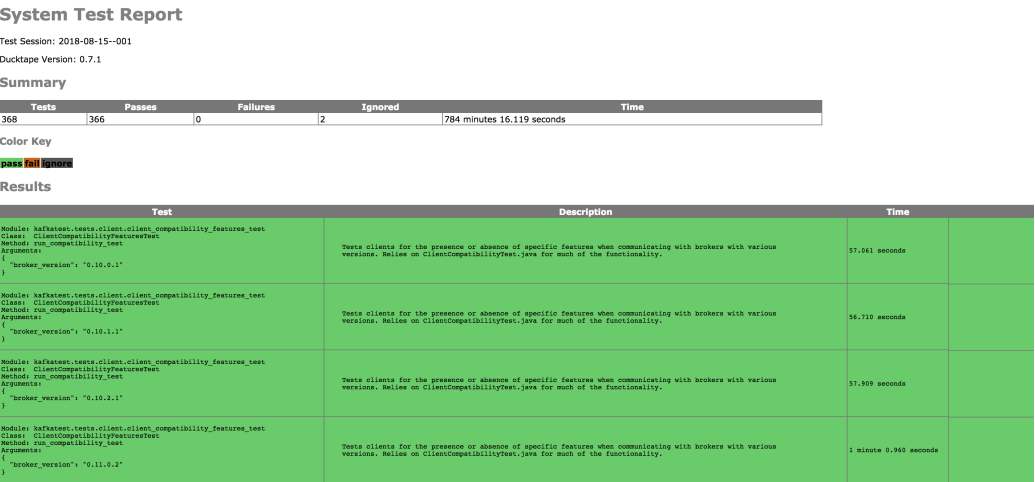 System Test Report
Test Session: 2018-08-15--001
Ducktape Version: 0.7.1
Summary
Tests Passes Failures Ignored Time
368 366 0 2 784 minutes 16.119 seconds
Color Key
pass fail ignore
Results
Test Description Time
Module: kafkatest.tests.client.client_compatibility_features_test
Class:  ClientCompatibilityFeaturesTest
Method: run_compatibility_test
Arguments:
{
"broker_version": "0.10.0.1"
}
Tests clients for the presence or absence of specific features when communicating with brokers with various
versions. Relies on ClientCompatibilityTest.java for much of the functionality.
57.061 seconds
Module: kafkatest.tests.client.client_compatibility_features_test
Class:  ClientCompatibilityFeaturesTest
Method: run_compatibility_test
Arguments:
{
"broker_version": "0.10.1.1"
}
Tests clients for the presence or absence of specific features when communicating with brokers with various
versions. Relies on ClientCompatibilityTest.java for much of the functionality.
56.710 seconds
Module: kafkatest.tests.client.client_compatibility_features_test
Class:  ClientCompatibilityFeaturesTest
Method: run_compatibility_test
Arguments:
{
"broker_version": "0.10.2.1"
}
Tests clients for the presence or absence of specific features when communicating with brokers with various
versions. Relies on ClientCompatibilityTest.java for much of the functionality.
57.909 seconds
Module: kafkatest.tests.client.client_compatibility_features_test
Class:  ClientCompatibilityFeaturesTest
Method: run_compatibility_test
Arguments:
{
"broker_version": "0.11.0.2"
}
Tests clients for the presence or absence of specific features when communicating with brokers with various
versions. Relies on ClientCompatibilityTest.java for much of the functionality.
1 minute 0.960 seconds